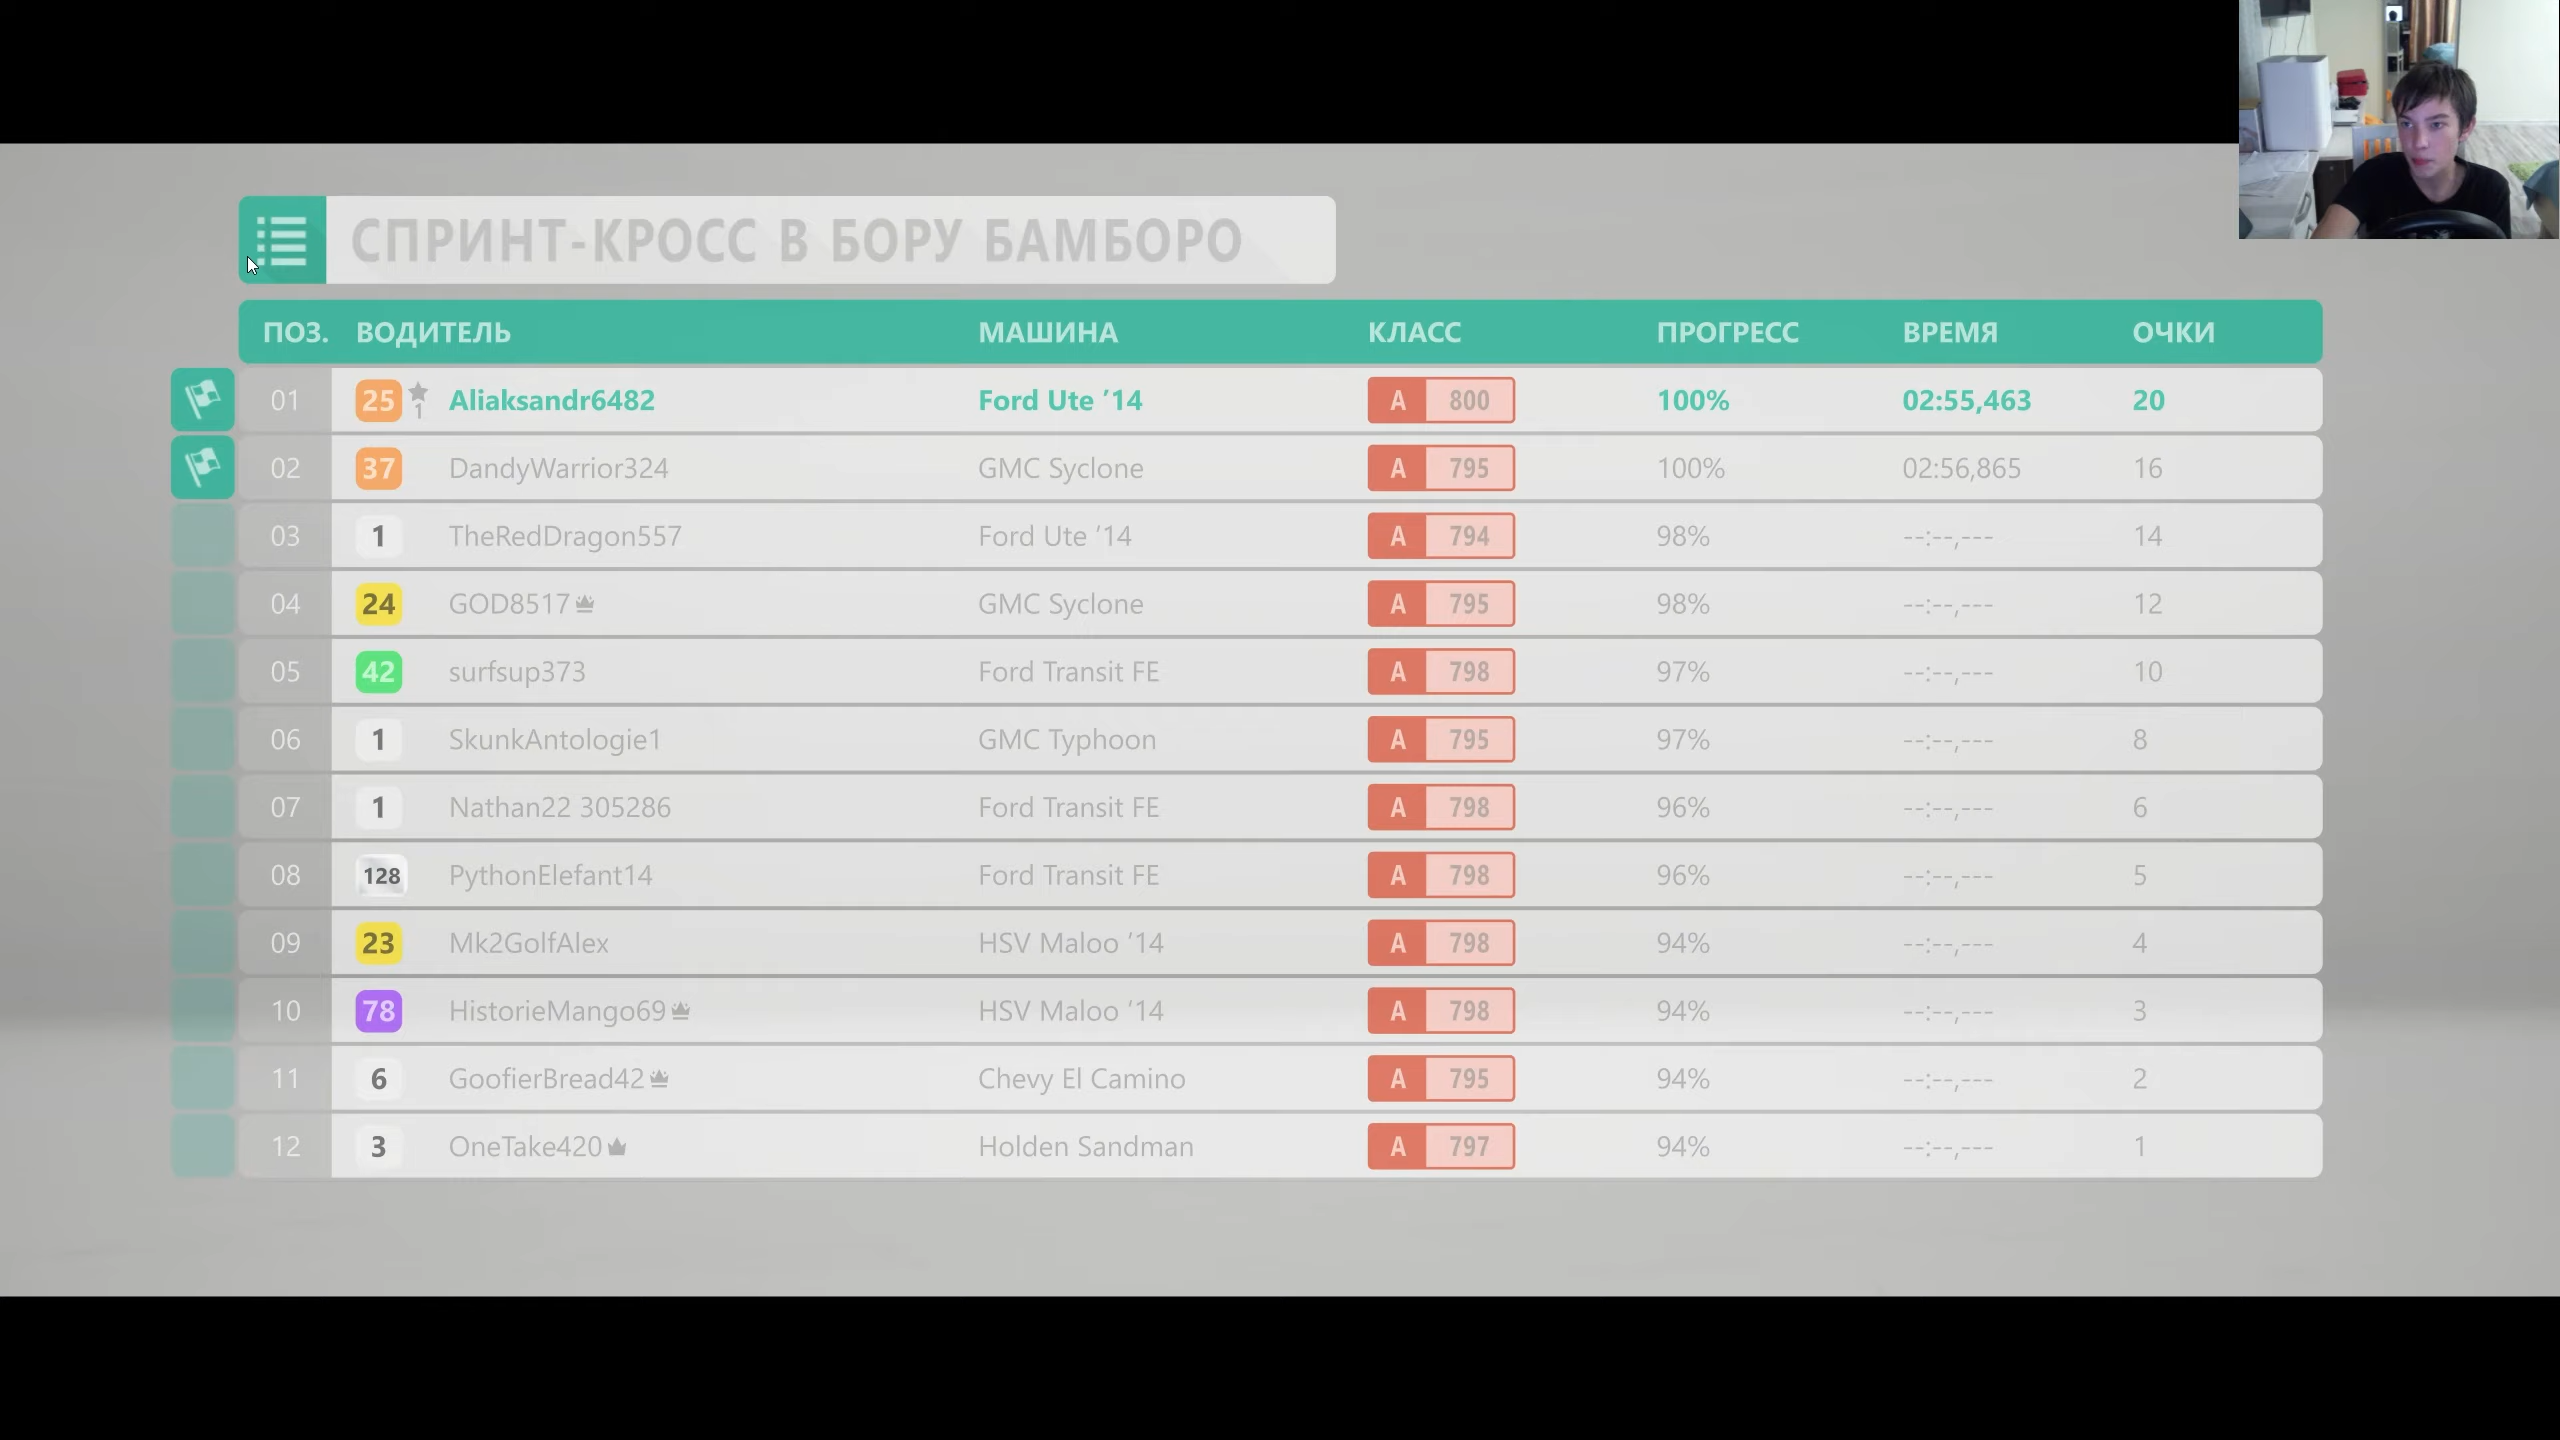 СПРИНТ-КРОСС В БОРУ БАМБОРО
ПОЗ. ВОДИТЕЛЬ МАШИНА КЛАСС ПРОГРЕСС ВРЕМЯ ОЧКИ
01 25 1 Aliaksandr6482 Ford Ute ’14 A 800 100% 02:55,463 20
02 37 DandyWarrior324 GMC Syclone A 795 100% 02:56,865 16
03 1 TheRedDragon557 Ford Ute ’14 A 794 98% --:--,--- 14
04 24 GOD8517 GMC Syclone A 795 98% --:--,--- 12
05 42 surfsup373 Ford Transit FE A 798 97% --:--,--- 10
06 1 SkunkAntologie1 GMC Typhoon A 795 97% --:--,--- 8
07 1 Nathan22 305286 Ford Transit FE A 798 96% --:--,--- 6
08 128 PythonElefant14 Ford Transit FE A 798 96% --:--,--- 5
09 23 Mk2GolfAlex HSV Maloo ’14 A 798 94% --:--,--- 4
10 78 HistorieMango69 HSV Maloo ’14 A 798 94% --:--,--- 3
11 6 GoofierBread42 Chevy El Camino A 795 94% --:--,--- 2
12 3 OneTake420 Holden Sandman A 797 94% --:--,--- 1